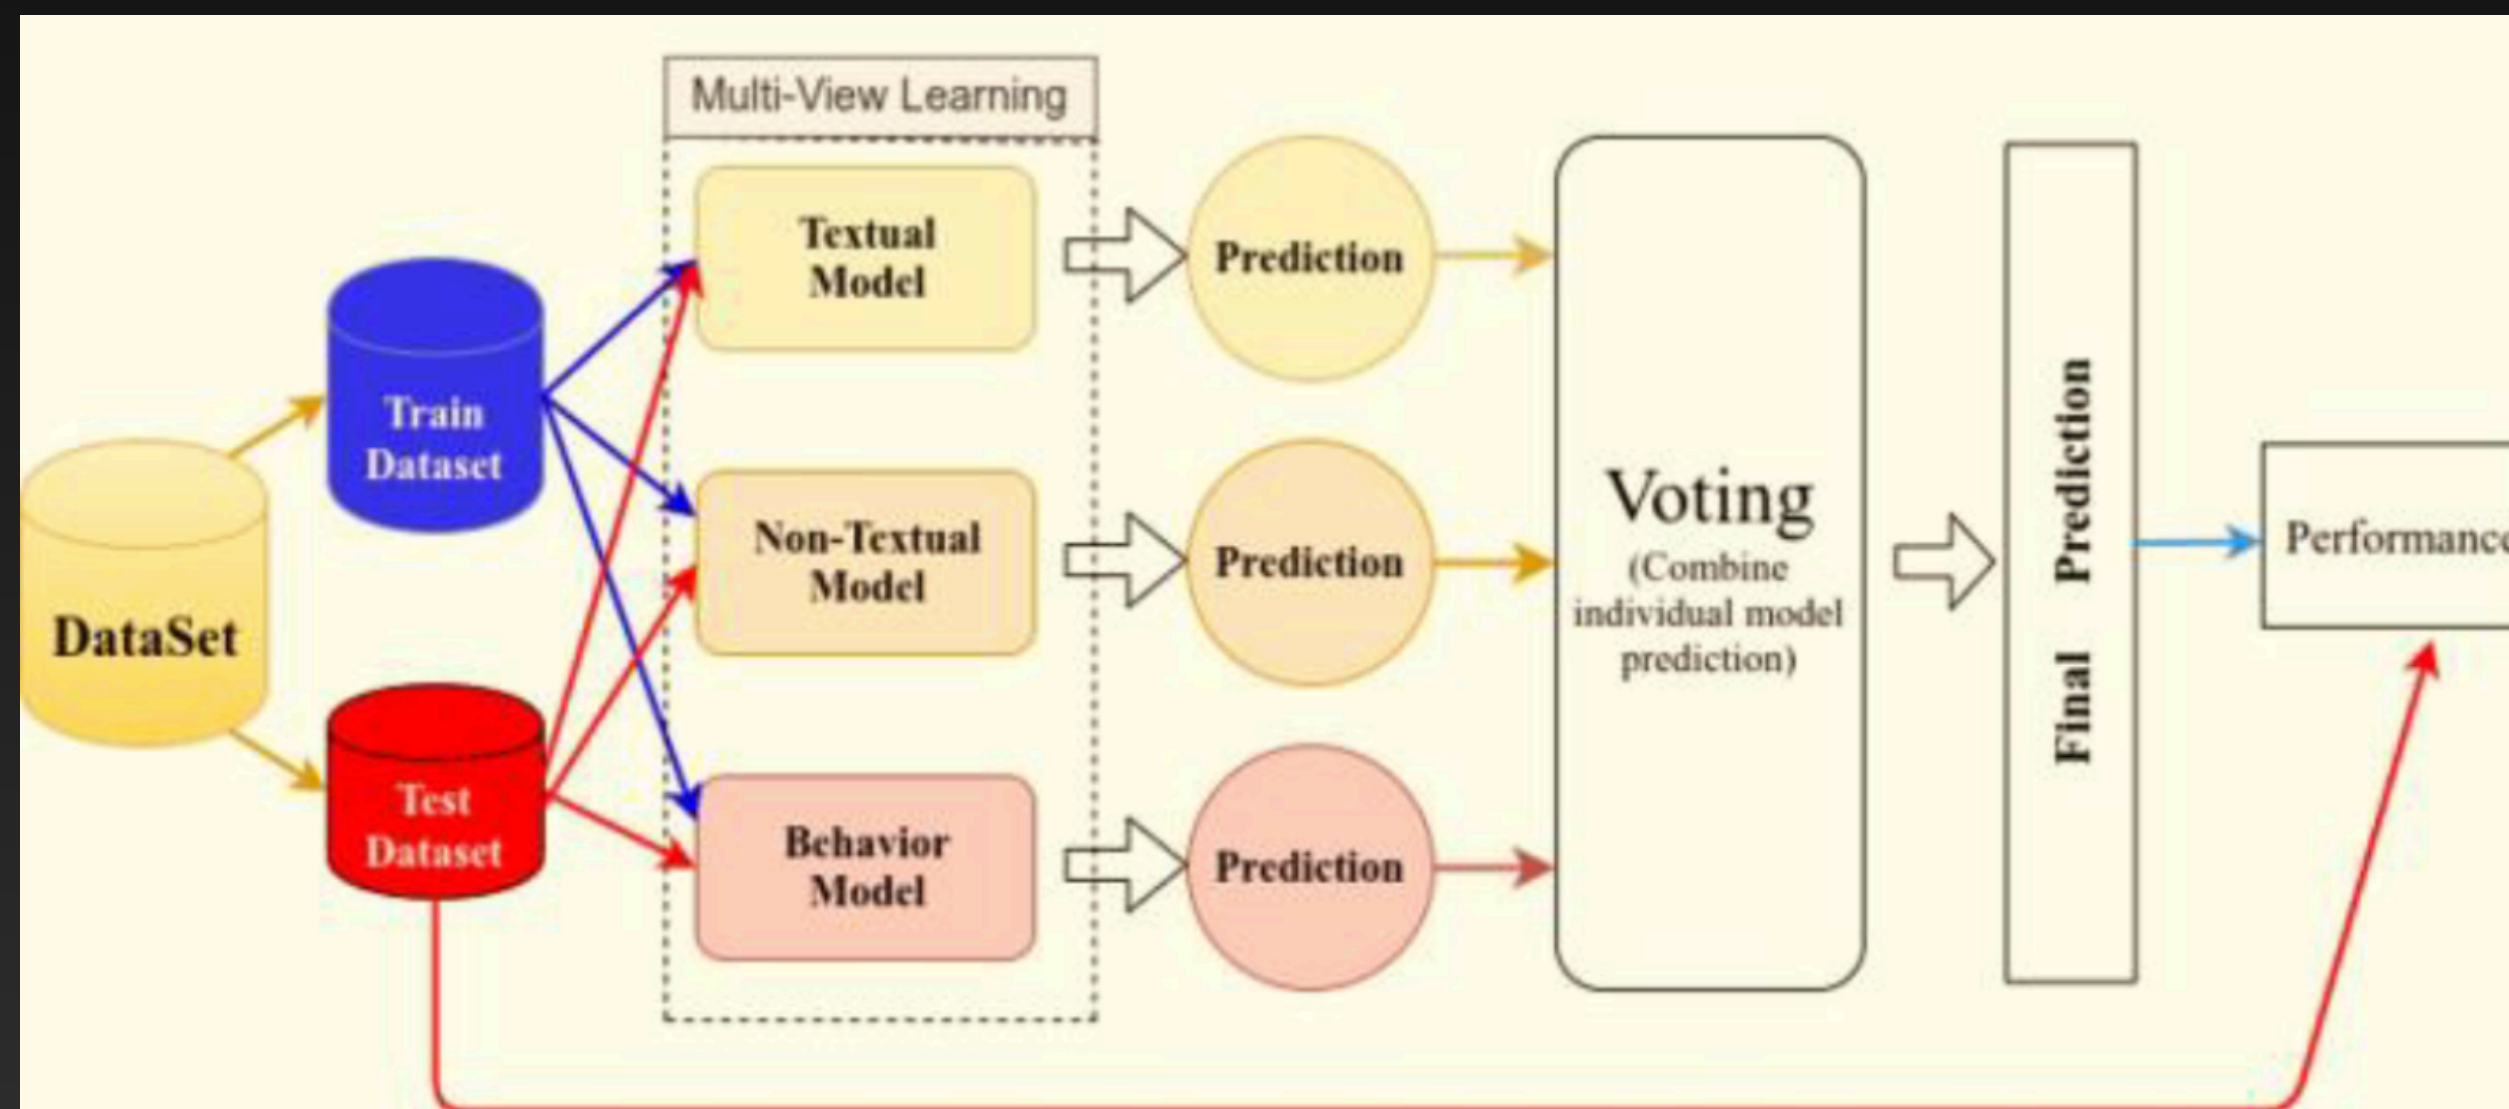 Multi-View Learning
DataSet
Train
Dataset
Test
Dataset
Textual
Model
Non-Textual
Model
Behavior
Model
Prediction
Prediction
Prediction
Voting
(Combine
individual model
prediction)
Final Prediction
Performance